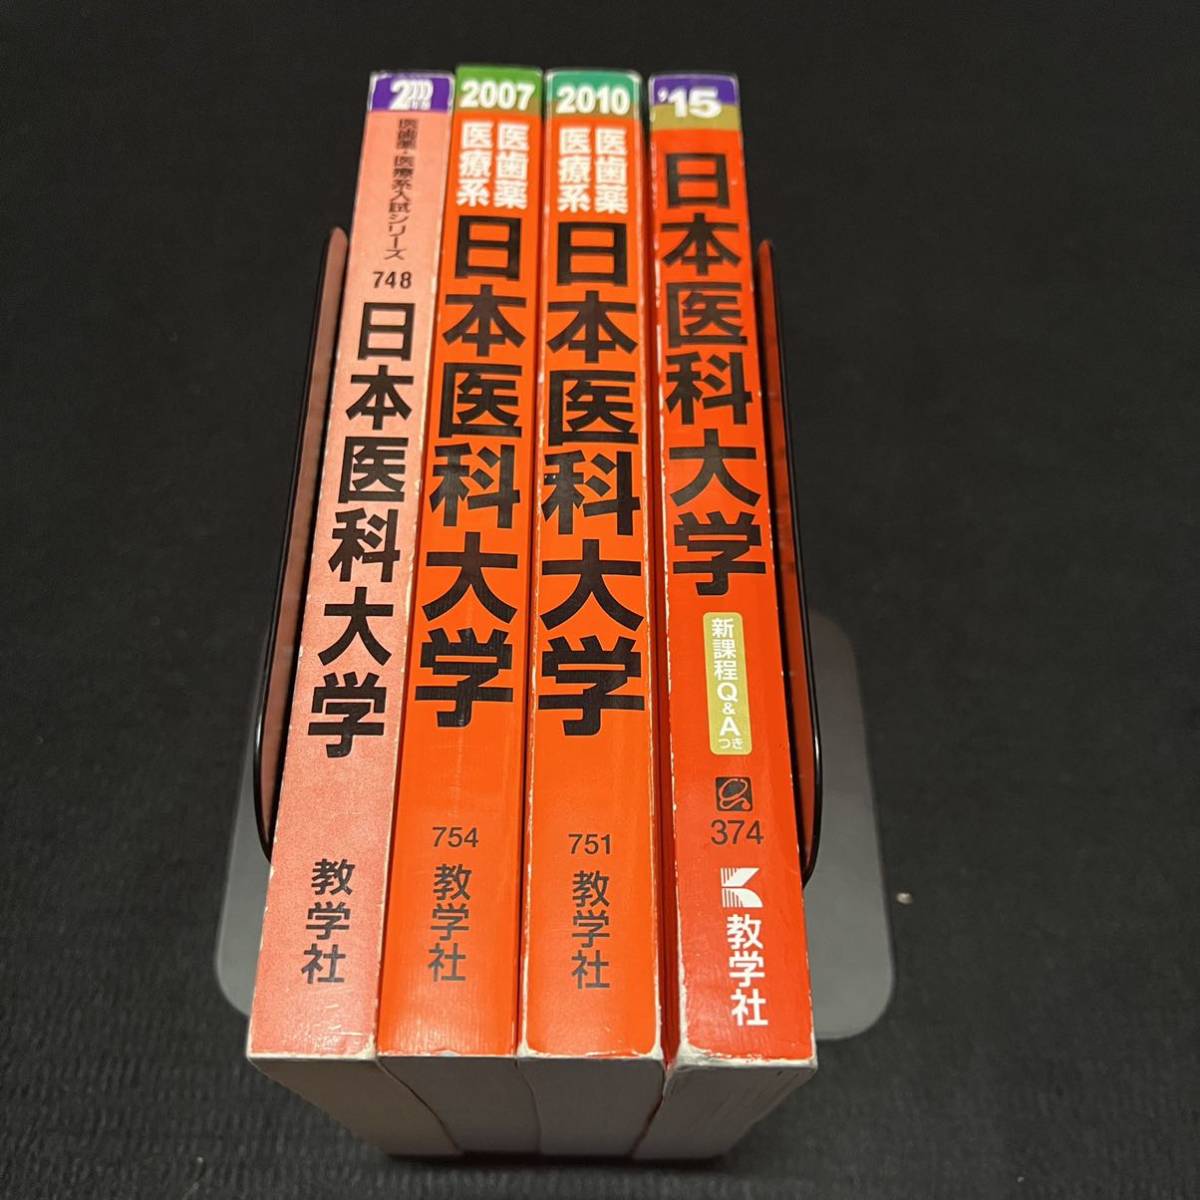 医歯薬・医療系入試シリーズ
748
日本医科大学
教学社
2007
医歯薬
医療系
日本医科大学
754
教学社
2010
医歯薬
医療系
日本医科大学
751
教学社
'15
日本医科大学
新課程Q&Aつき
374
教学社